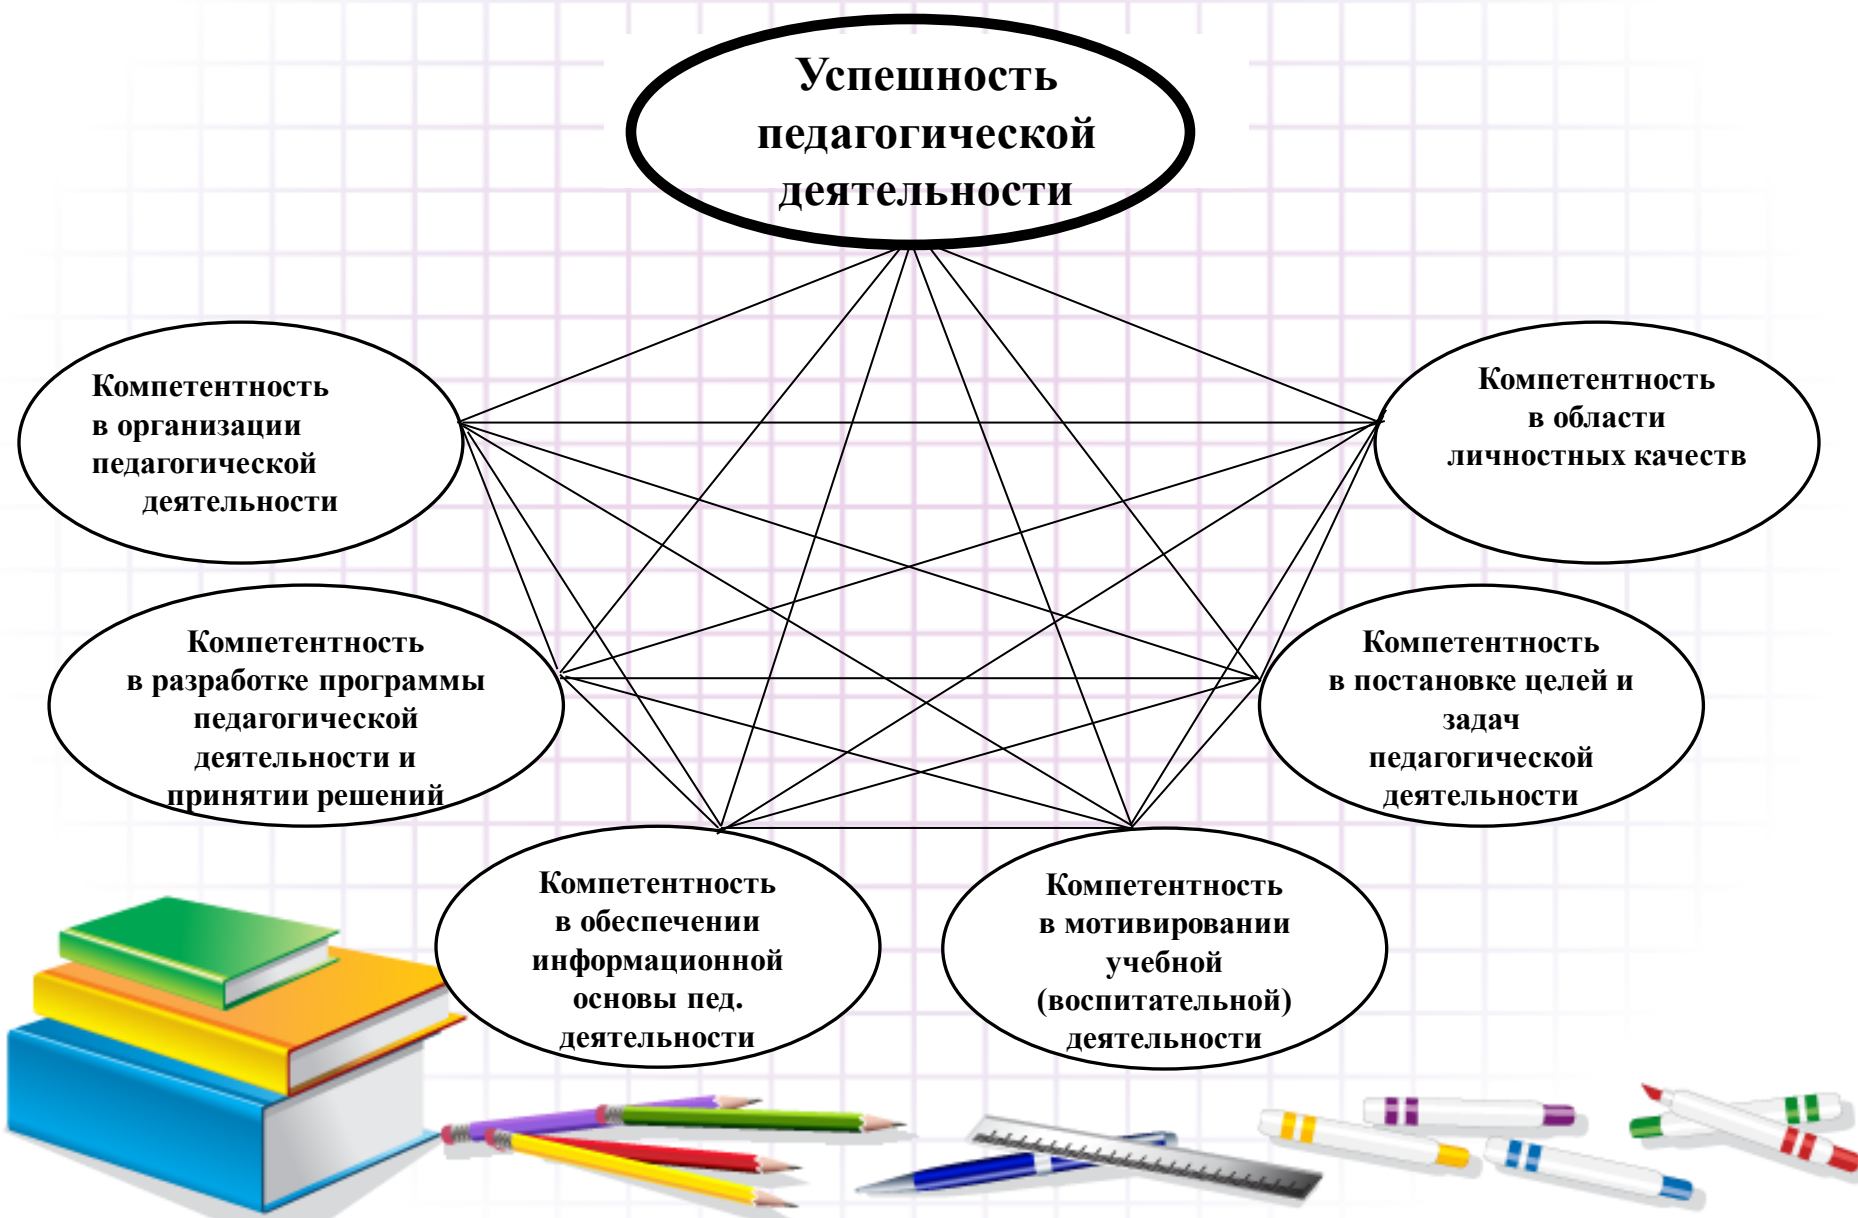 Успешность
педагогической
деятельности
Компетентность
в организации
педагогической
деятельности
Компетентность
в области
личностных качеств
Компетентность
в разработке программы
педагогической
деятельности и
принятии решений
Компетентность
в постановке целей и
задач
педагогической
деятельности
Компетентность
в обеспечении
информационной
основы пед.
деятельности
Компетентность
в мотивировании
учебной
(воспитательной)
деятельности